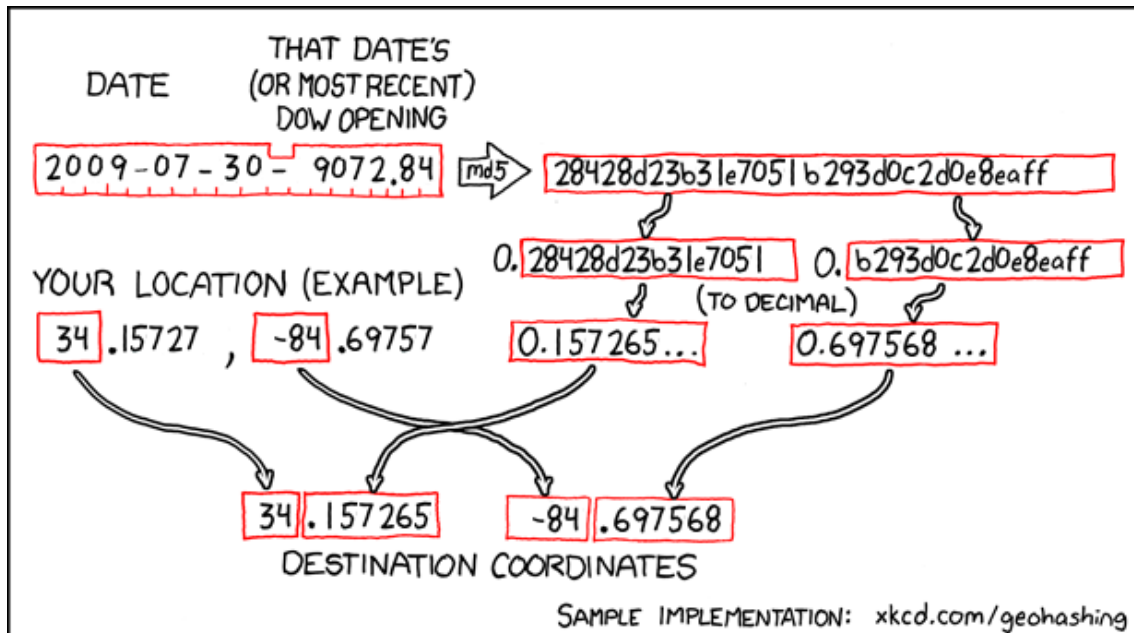 DATE
THAT DATE'S
(OR MOST RECENT)
DOW OPENING
2009-07-30- 9072.84
md5
28428d23b31e7051b293d0c2d0e8eaff
0.28428d23b31e7051
0.b293d0c2d0e8eaff
(TO DECIMAL)
0.157265...
0.697568 ...
YOUR LOCATION (EXAMPLE)
34.15727, -84.69757
34.157265
-84.697568
DESTINATION COORDINATES
SAMPLE IMPLEMENTATION: xkcd.com/geohashing